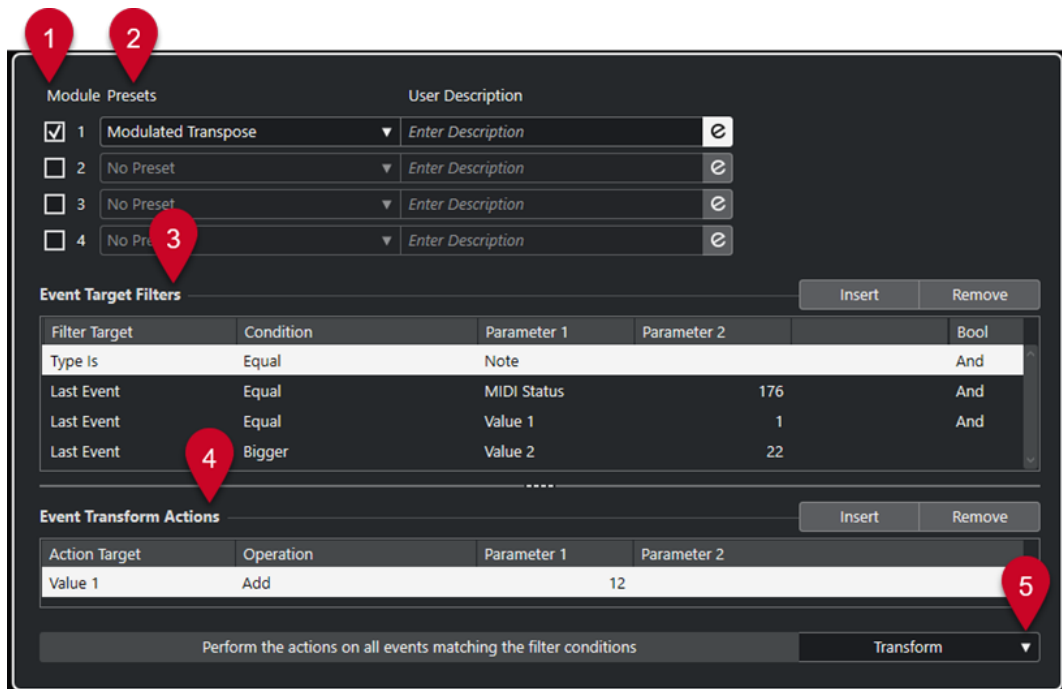 1 2
Module Presets User Description
1 Modulated Transpose ▼ Enter Description e
2 No Preset ▼ Enter Description e
3 No Preset ▼ Enter Description e
4 No Pre ▼ Enter Description e
3
Event Target Filters Insert Remove
Filter Target Condition Parameter 1 Parameter 2 Bool
Type Is Equal Note And
Last Event Equal MIDI Status 176 And
Last Event Equal Value 1 1 And
Last Event Bigger Value 2 22
4
Event Transform Actions Insert Remove
Action Target Operation Parameter 1 Parameter 2
Value 1 Add 12
5
Perform the actions on all events matching the filter conditions Transform ▼